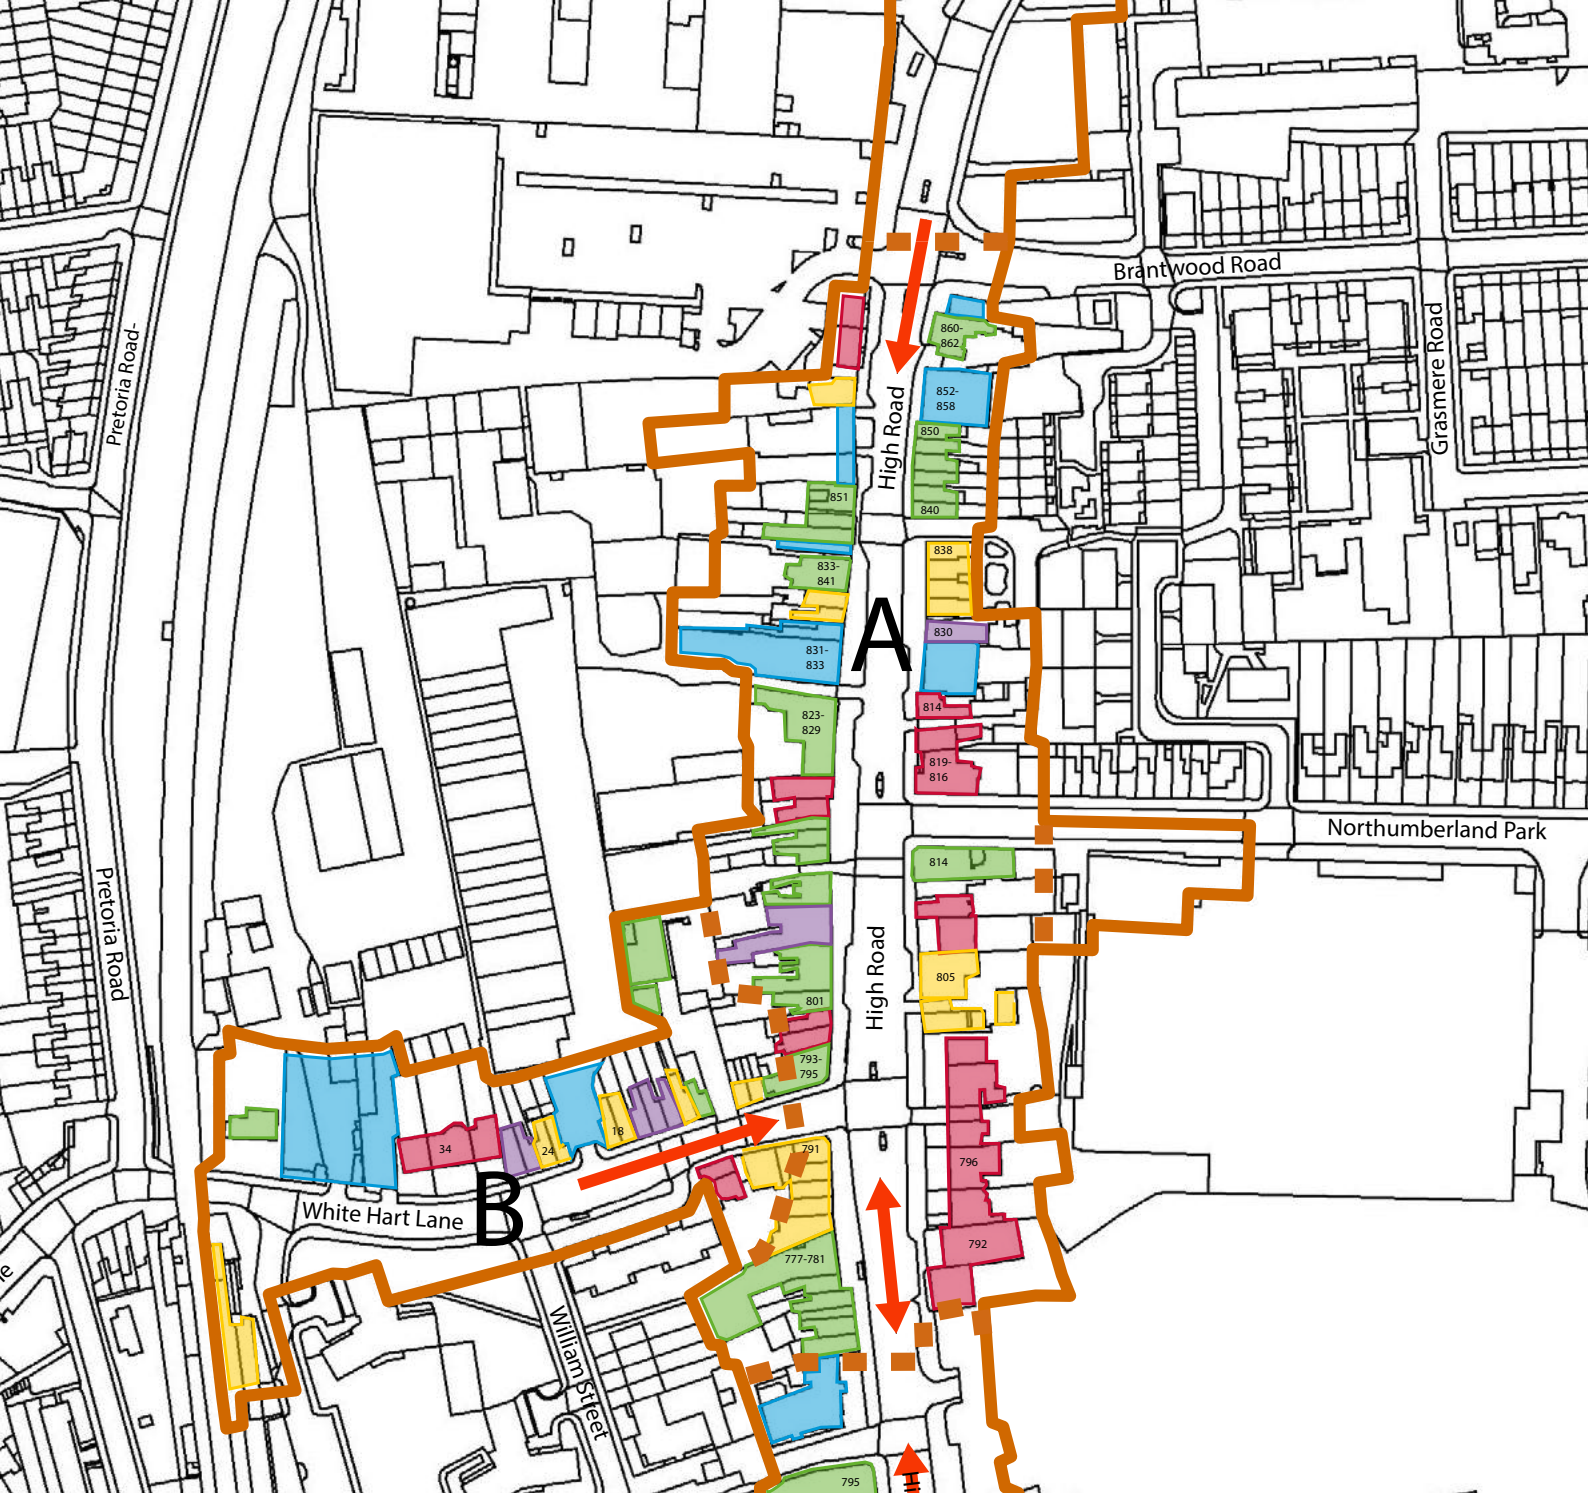 Brantwood Road
Pretoria Road-
Grasmere Road
High Road
860-
862
852-
858
850
840
851
838
833-
841
A
830
831-
833
814
823-
829
819-
816
Northumberland Park
814
Pretoria Road
High Road
805
801
793-
795
34
24
18
791
796
B
White Hart Lane
792
777-781
William Street
795